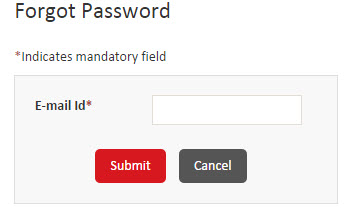 Forgot Password
*Indicates mandatory field
E-mail Id*
Submit Cancel